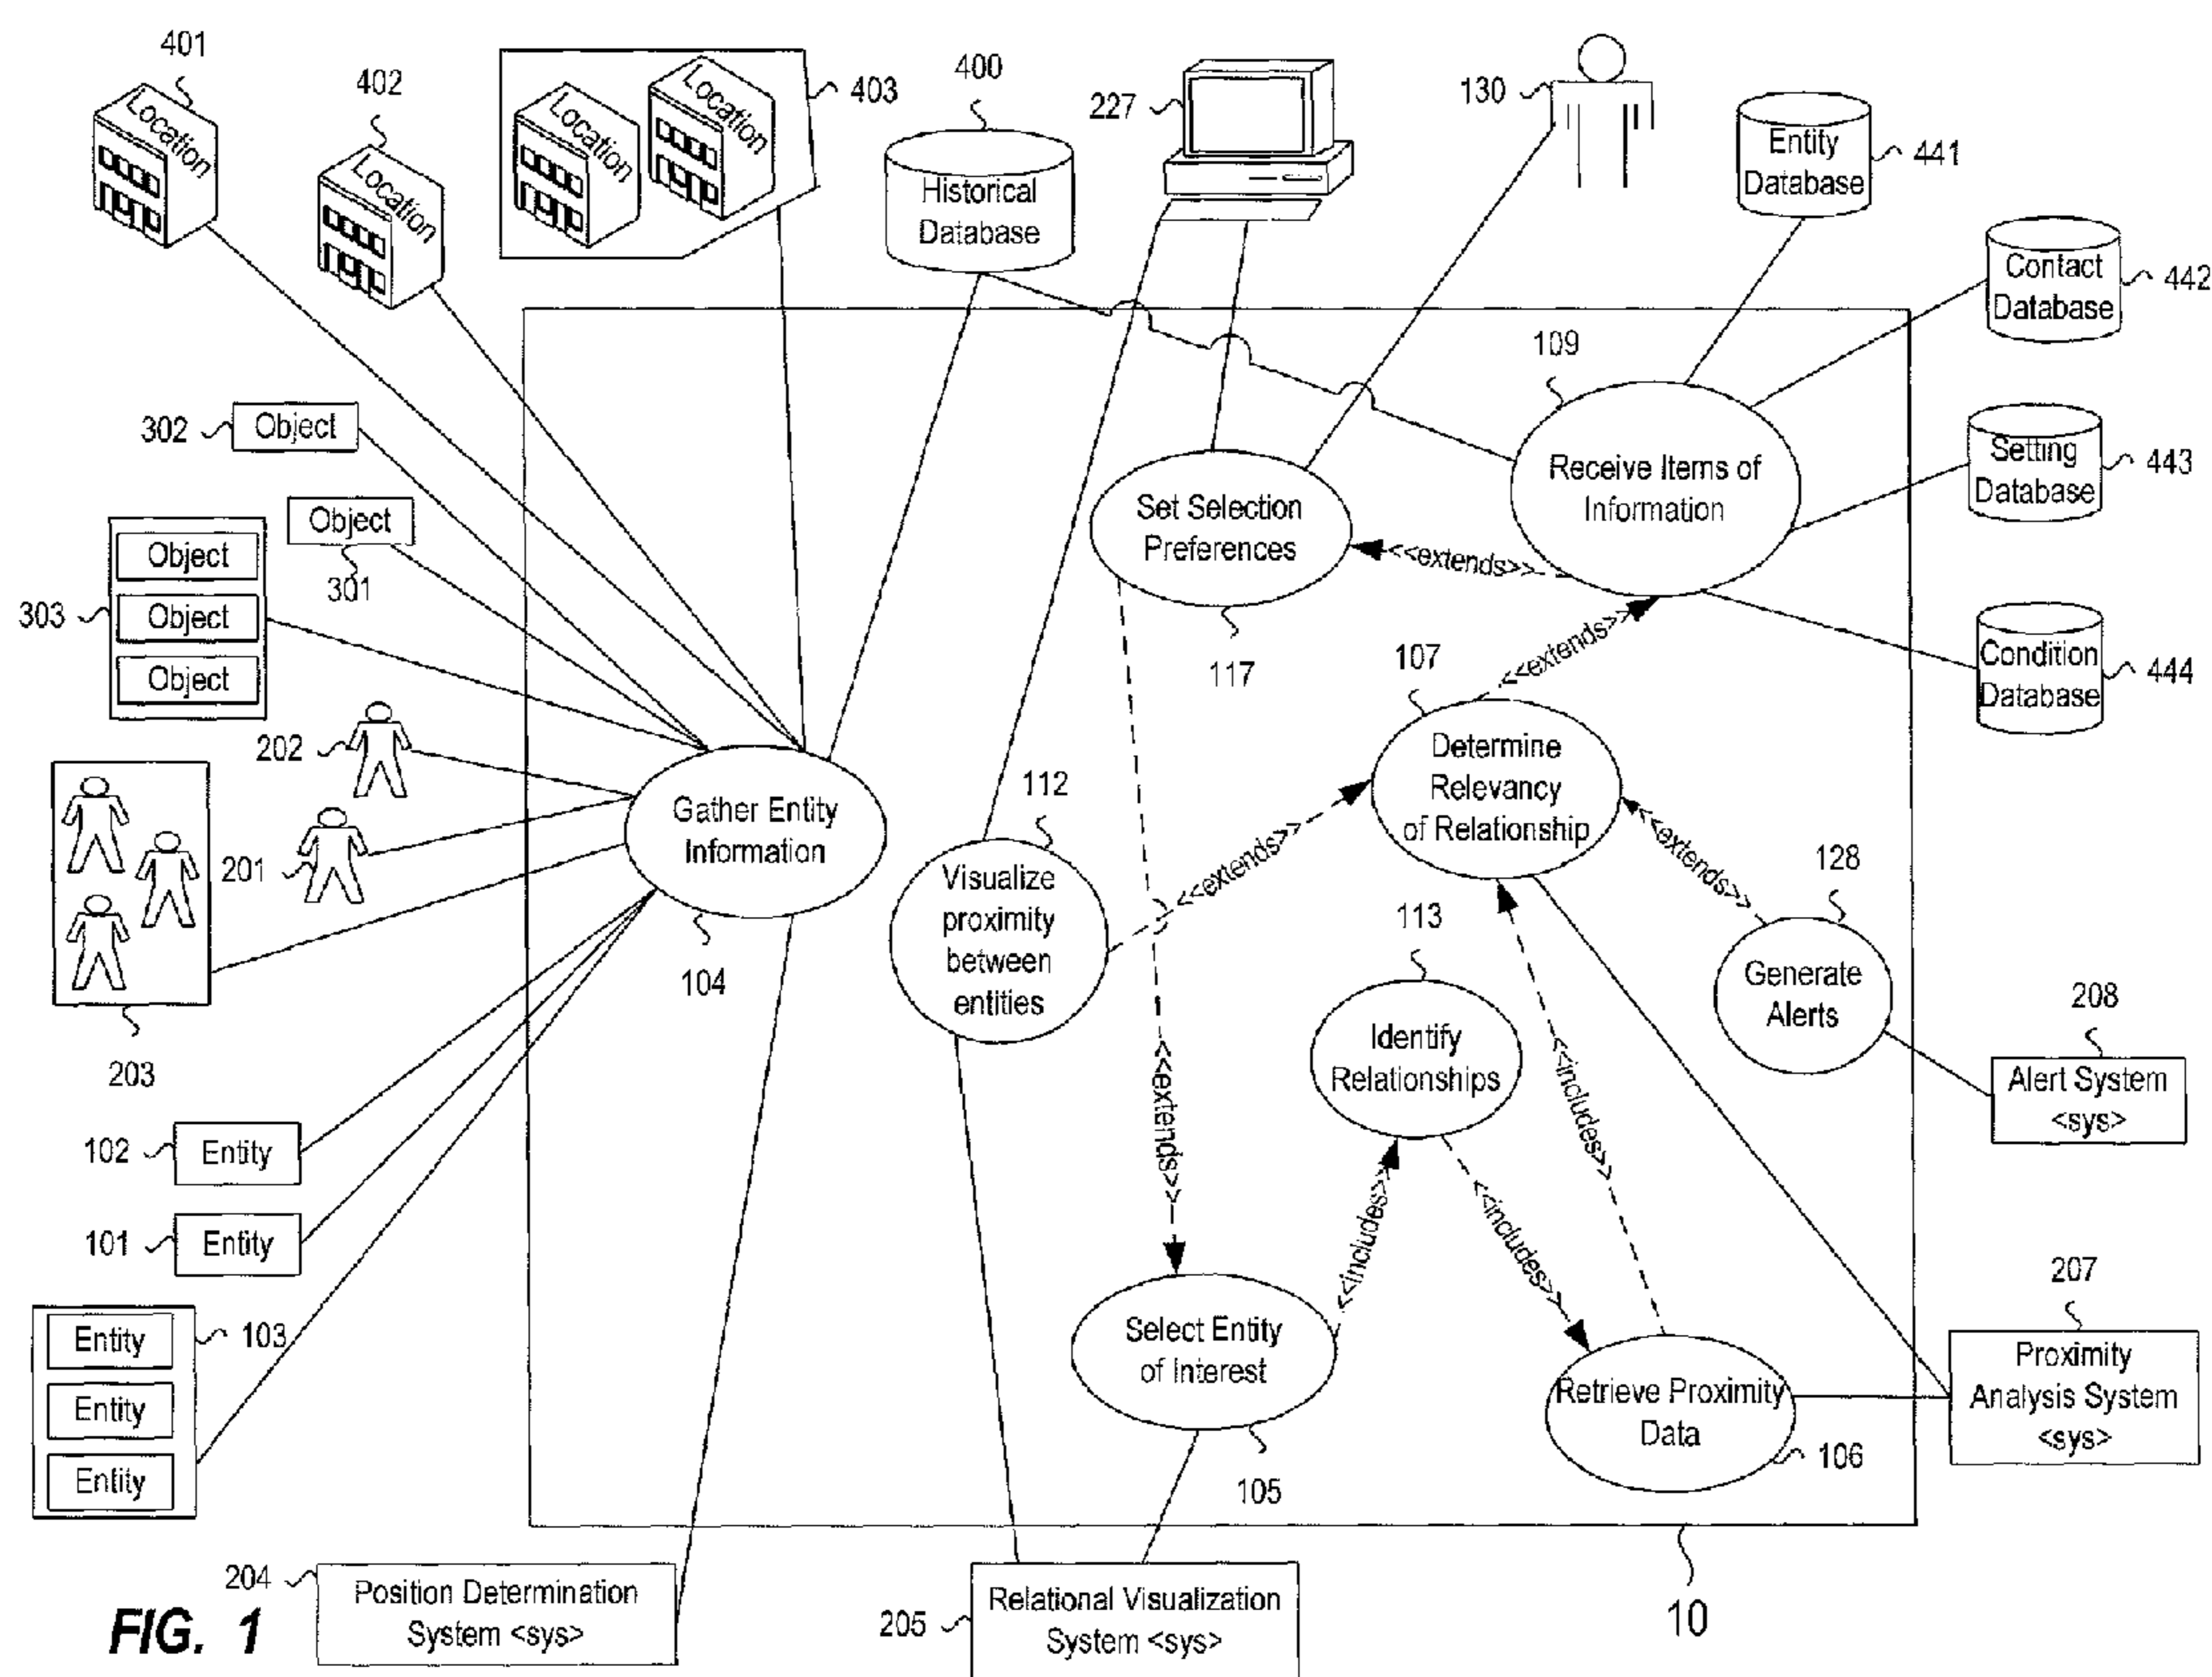 401
402
Location
Location
Location
Location
403
400
Historical
Database
227
130
Entity
Database
441
Contact
Database
442
109
Receive Items of
Information
Setting
Database
443
Condition
Database
444
302
Object
Object
301
303
Object
Object
Object
Set Selection
Preferences
117
<<extends>>
<<extends>>
107
Determine
Relevancy
of Relationship
202
201
203
Gather Entity
Information
104
112
Visualize
proximity
between
entities
<<extends>>
<<extends>>
128
Generate
Alerts
208
Alert System
<sys>
113
Identify
Relationships
<<includes>>
<<extends>>
<<includes>>
<<includes>>
102
Entity
101
Entity
103
Entity
Entity
Entity
Select Entity
of Interest
105
Retrieve Proximity
Data
106
207
Proximity
Analysis System
<sys>
204
Position Determination
System <sys>
205
Relational Visualization
System <sys>
10
FIG. 1